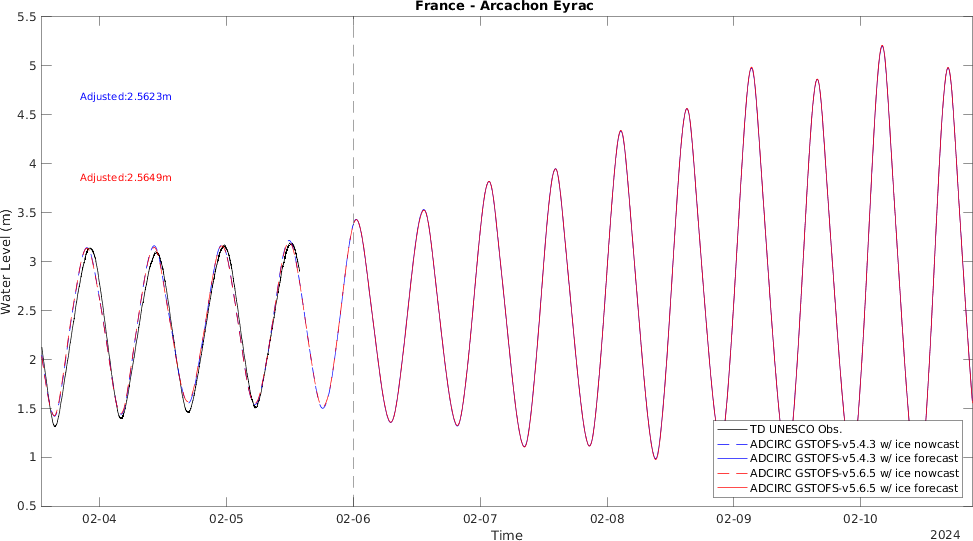 France - Arcachon Eyrac
5.5
5
4.5
4
3.5
3
2.5
2
1.5
1
0.5
Water Level (m)
Adjusted:2.5623m
Adjusted:2.5649m
TD UNESCO Obs.
ADCIRC GSTOFS-v5.4.3 w/ ice nowcast
ADCIRC GSTOFS-v5.4.3 w/ ice forecast
ADCIRC GSTOFS-v5.6.5 w/ ice nowcast
ADCIRC GSTOFS-v5.6.5 w/ ice forecast
02-04 02-05 02-06 02-07 02-08 02-09 02-10
Time
2024